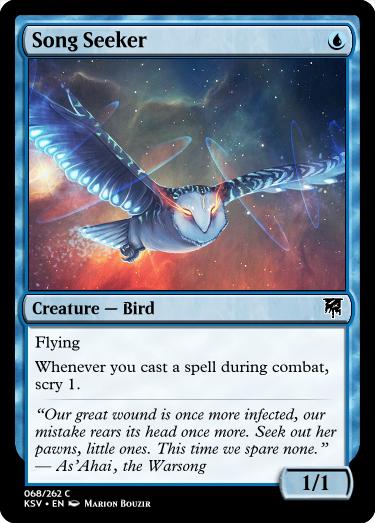 Song Seeker
Creature — Bird
Flying
Whenever you cast a spell during combat,
scry 1.
“Our great wound is once more infected, our
mistake rears its head once more. Seek out her
pawns, little ones. This time we spare none.”
— As’Ahai, the Warsong
1/1
068/262 C
KSV • EN Marion Bouzir